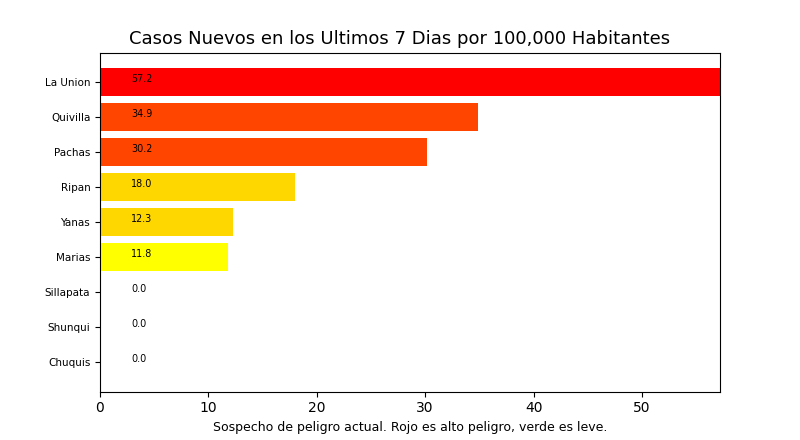 Casos Nuevos en los Ultimos 7 Dias por 100,000 Habitantes
La Union 57.2
Quivilla 34.9
Pachas 30.2
Ripan 18.0
Yanas 12.3
Marias 11.8
Sillapata 0.0
Shunqui 0.0
Chuquis 0.0
0 10 20 30 40 50
Sospecho de peligro actual. Rojo es alto peligro, verde es leve.